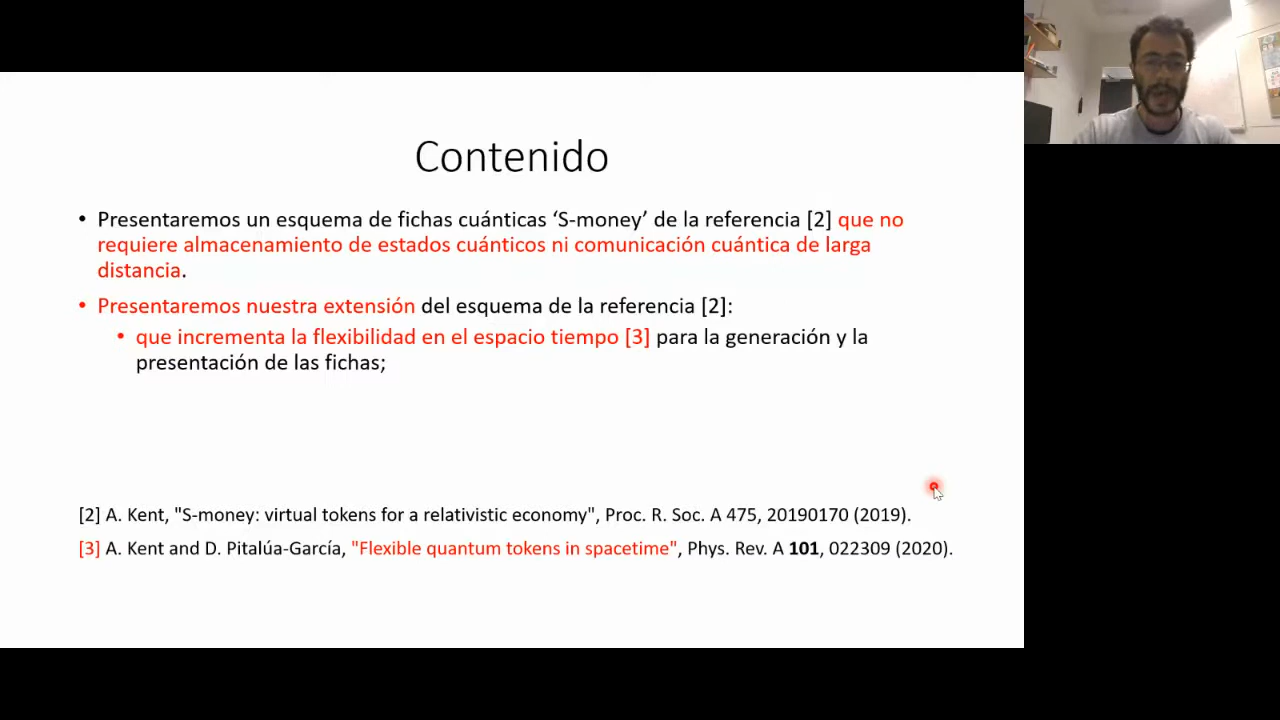 Contenido
• Presentaremos un esquema de fichas cuánticas ‘S-money’ de la referencia [2] que no
requiere almacenamiento de estados cuánticos ni comunicación cuántica de larga
distancia.
• Presentaremos nuestra extensión del esquema de la referencia [2]:
• que incrementa la flexibilidad en el espacio tiempo [3] para la generación y la
presentación de las fichas;
[2] A. Kent, "S-money: virtual tokens for a relativistic economy", Proc. R. Soc. A 475, 20190170 (2019).
[3] A. Kent and D. Pitalúa-García, "Flexible quantum tokens in spacetime", Phys. Rev. A 101, 022309 (2020).